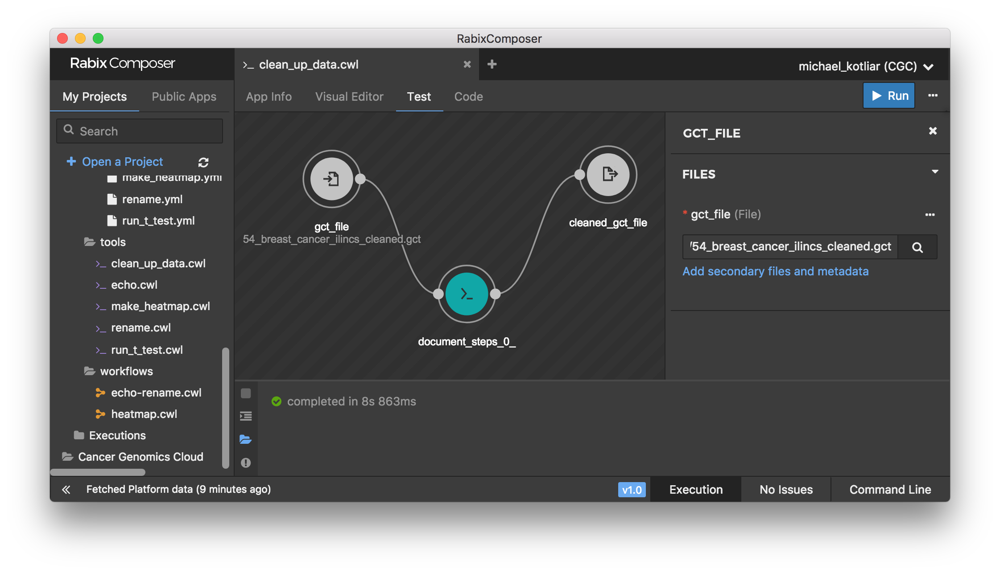 RabixComposer
Rabix Composer
>_ clean_up_data.cwl
michael_kotliar (CGC)
My Projects
Public Apps
App Info
Visual Editor
Test
Code
Run
Search
Open a Project
make_heatmap.yml
rename.yml
run_t_test.yml
tools
>_ clean_up_data.cwl
>_ echo.cwl
>_ make_heatmap.cwl
>_ rename.cwl
>_ run_t_test.cwl
workflows
echo-rename.cwl
heatmap.cwl
Executions
Cancer Genomics Cloud
gct_file
54_breast_cancer_ilincs_cleaned.gct
cleaned_gct_file
>_
document_steps_0_
GCT_FILE
FILES
* gct_file (File)
/54_breast_cancer_ilincs_cleaned.gct
Add secondary files and metadata
completed in 8s 863ms
Fetched Platform data (9 minutes ago)
v1.0
Execution
No Issues
Command Line